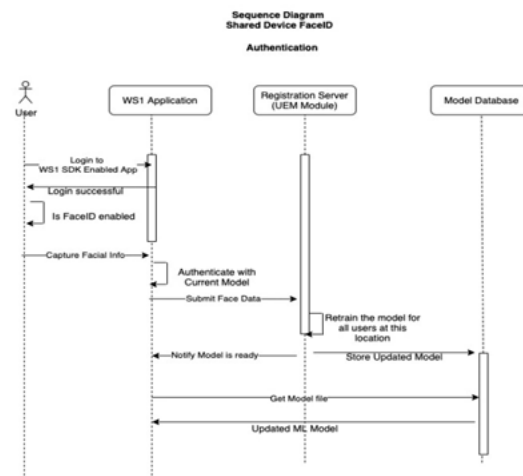 Sequence Diagram
Shared Device FaceID
Authentication
User
WS1 Application
Registration Server
(UEM Module)
Model Database
Login to
WS1 SDK Enabled App
Login successful
Is FaceID enabled
Capture Facial Info
Authenticate with
Current Model
Submit Face Data
Retrain the model for
all users at this
location
Notify Model is ready
Store Updated Model
Get Model file
Updated ML Model